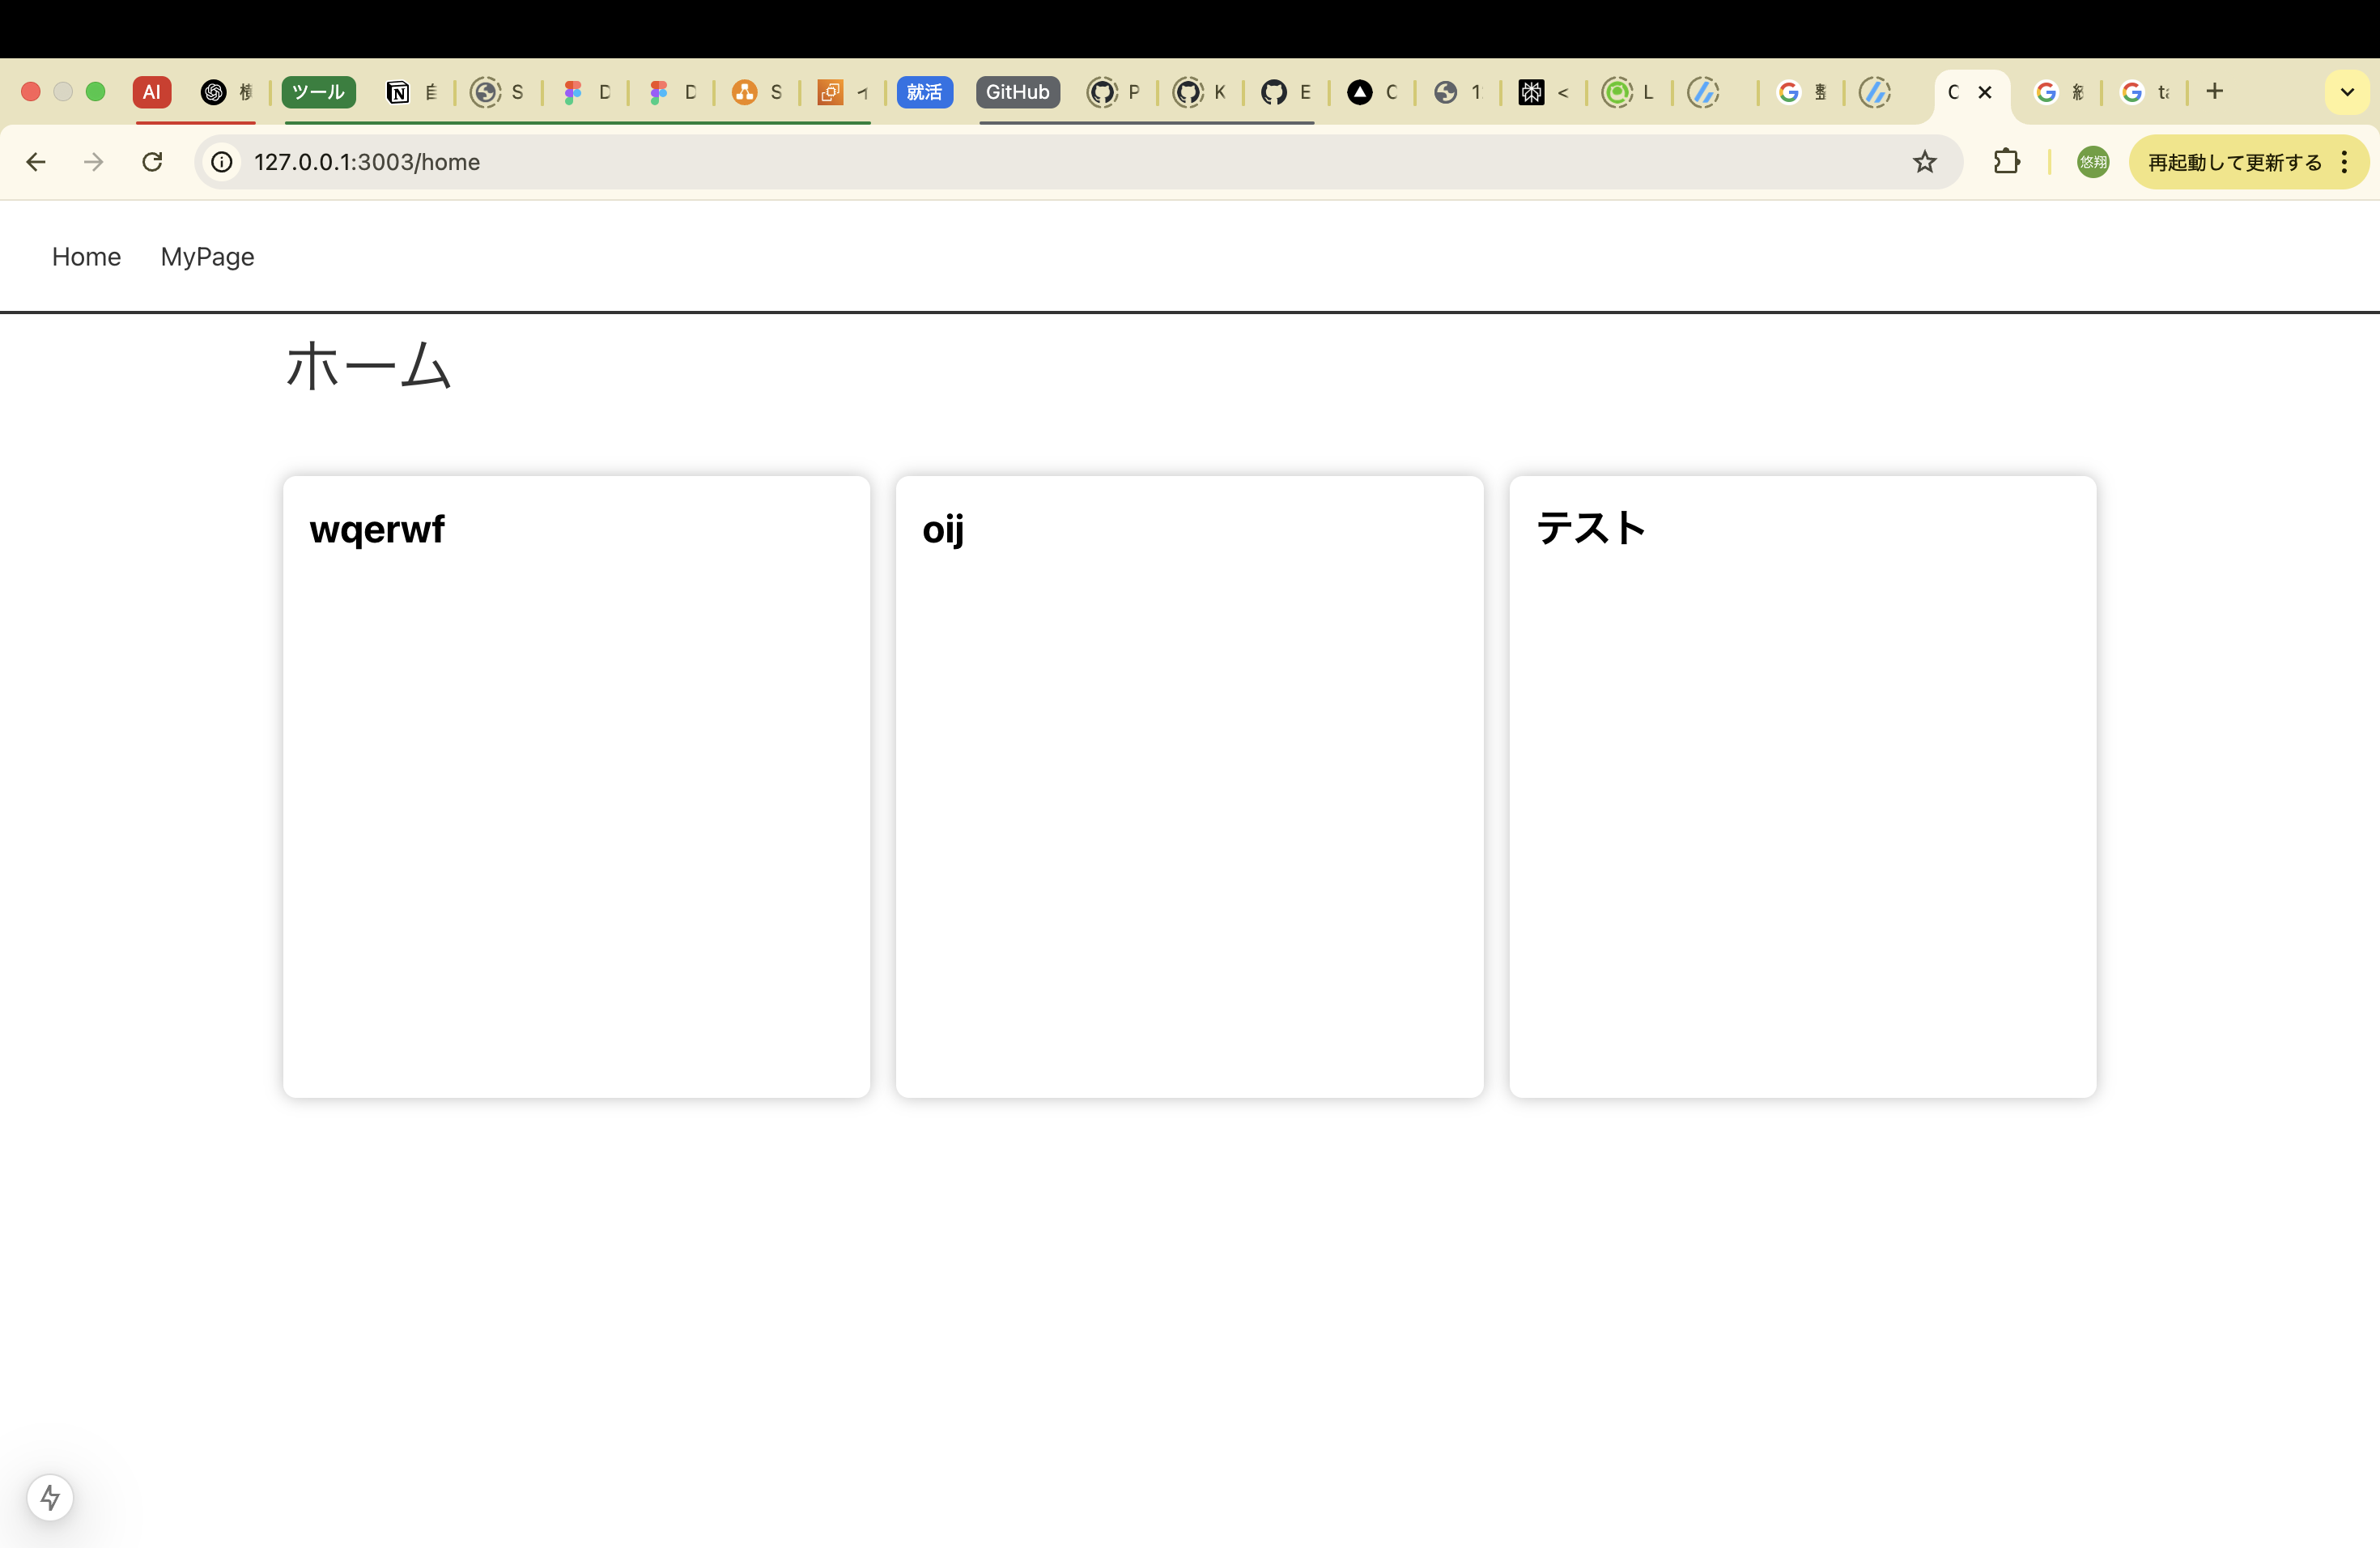 AI ツール S D D S イ 就活 GitHub P K E C 1 < L C
127.0.0.1:3003/home 悠翔 再起動して更新する
Home MyPage
ホーム
wqerwf oij テスト